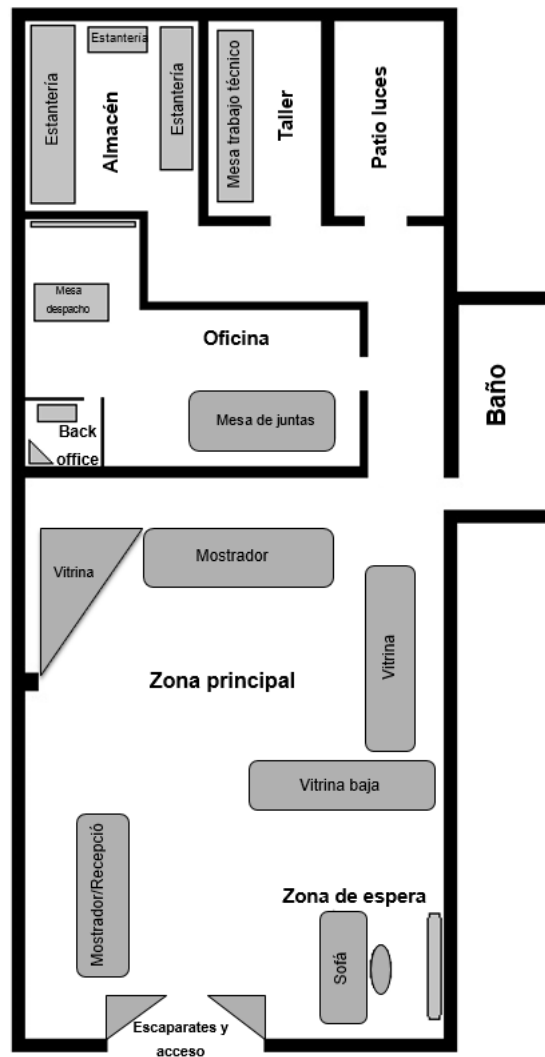 Estantería
Estantería
Estantería
Almacén
Mesa trabajo técnico
Taller
Patio luces
Mesa
despacho
Oficina
Baño
Mesa de juntas
Back
office
Vitrina
Mostrador
Vitrina
Zona principal
Vitrina baja
Mostrador/Recepció
Zona de espera
Sofá
Escaparates y
acceso